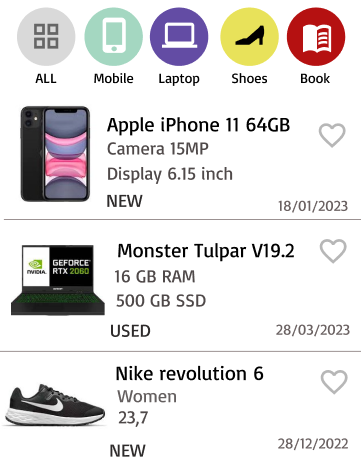 ALL
Mobile
Laptop
Shoes
Book
Apple iPhone 11 64GB
Camera 15MP
Display 6.15 inch
NEW
18/01/2023
Monster Tulpar V19.2
16 GB RAM
500 GB SSD
USED
28/03/2023
NVIDIA.
GEFORCE
RTX 2060
Nike revolution 6
Women
23,7
NEW
28/12/2022